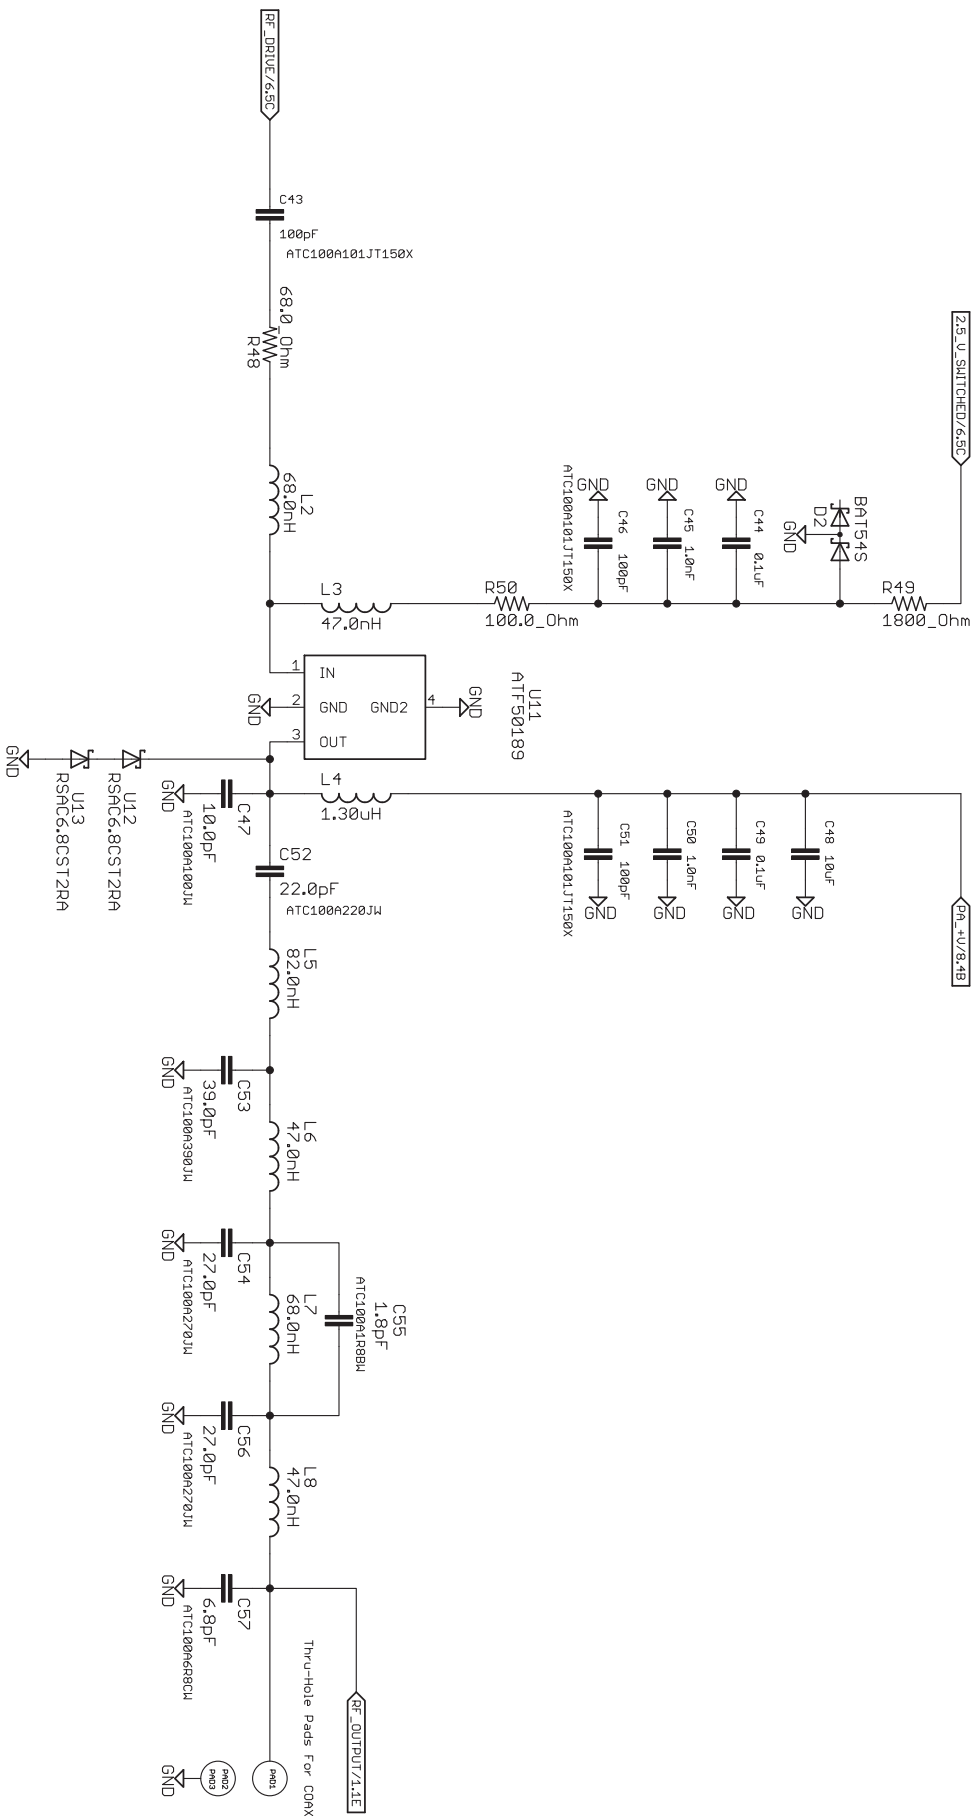 RF_DRIVE/6.5C
C43
100pF
ATC100A101JT150X
68.0_Ohm
R48
L2
68.0nH
2.5_V_SWITCHED/6.5C
BAT54S
D2
GND
R49
1800_Ohm
GND
C44 0.1uF
GND
C45 1.0nF
GND
C46 100pF
ATC100A101JT150X
R50
100.0_Ohm
L3
47.0nH
1
IN
2
GND
3
OUT
GND2
4
GND
GND
U11
ATF50189
L4
1.30uH
PA_+V/8.4B
C48 10uF
GND
C49 0.1uF
GND
C50 1.0nF
GND
C51 100pF
GND
ATC100A101JT150X
U12
RSAC6.8CST2RA
U13
RSAC6.8CST2RA
GND
C47
10.0pF
ATC100A100JW
GND
C52
22.0pF
ATC100A220JW
L5
82.0nH
C53
39.0pF
ATC100A390JW
GND
L6
47.0nH
C54
27.0pF
ATC100A270JW
GND
C55
1.8pF
ATC100A1R8BW
L7
68.0nH
C56
27.0pF
ATC100A270JW
GND
L8
47.0nH
C57
6.8pF
ATC100A6R8CW
GND
RF_OUTPUT/1.1E
Thru-Hole Pads For COAX
PAD1
PAD2
PAD3
GND